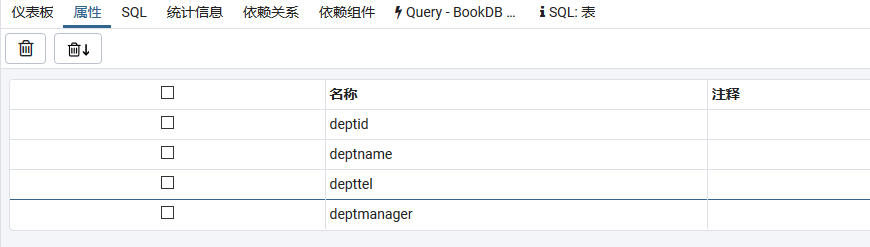 仪表板 属性 SQL 统计信息 依赖关系 依赖组件 Query - BookDB ... SQL: 表
名称 注释
deptid
deptname
depttel
deptmanager